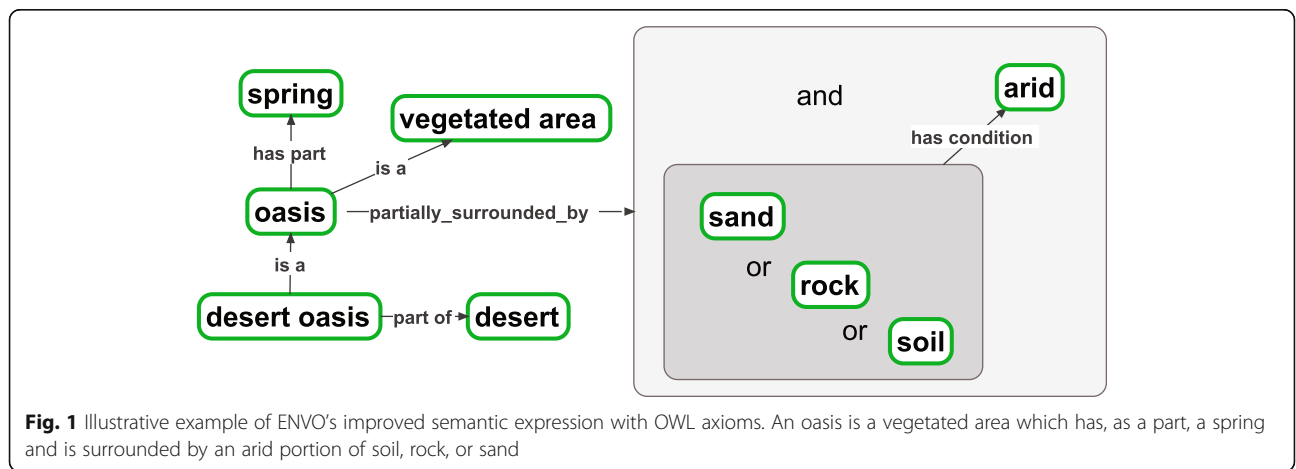 spring
vegetated area
has part
is a
oasis
partially_surrounded_by
is a
desert oasis
part of
desert
and
arid
has condition
sand
or
rock
or
soil
Fig. 1 Illustrative example of ENVO’s improved semantic expression with OWL axioms. An oasis is a vegetated area which has, as a part, a spring
and is surrounded by an arid portion of soil, rock, or sand